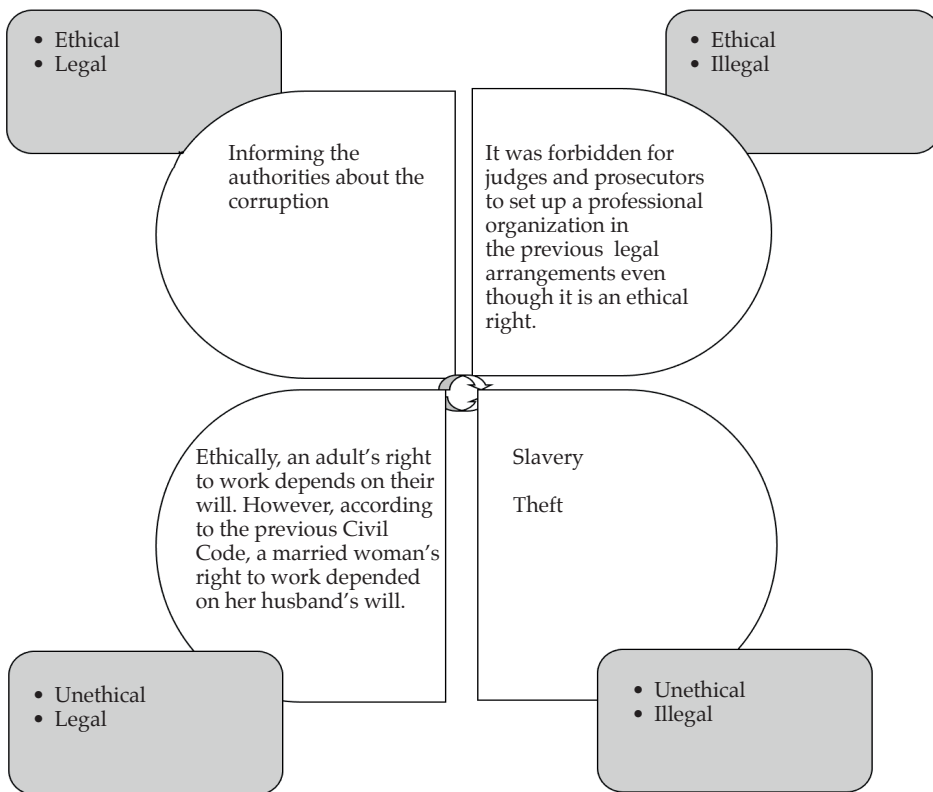 • Ethical
• Legal
• Ethical
• Illegal
Informing the
authorities about the
corruption
It was forbidden for
judges and prosecutors
to set up a professional
organization in
the previous legal
arrangements even
though it is an ethical
right.
Ethically, an adult’s right
to work depends on their
will. However, according
to the previous Civil
Code, a married woman’s
right to work depended
on her husband’s will.
Slavery
Theft
• Unethical
• Legal
• Unethical
• Illegal